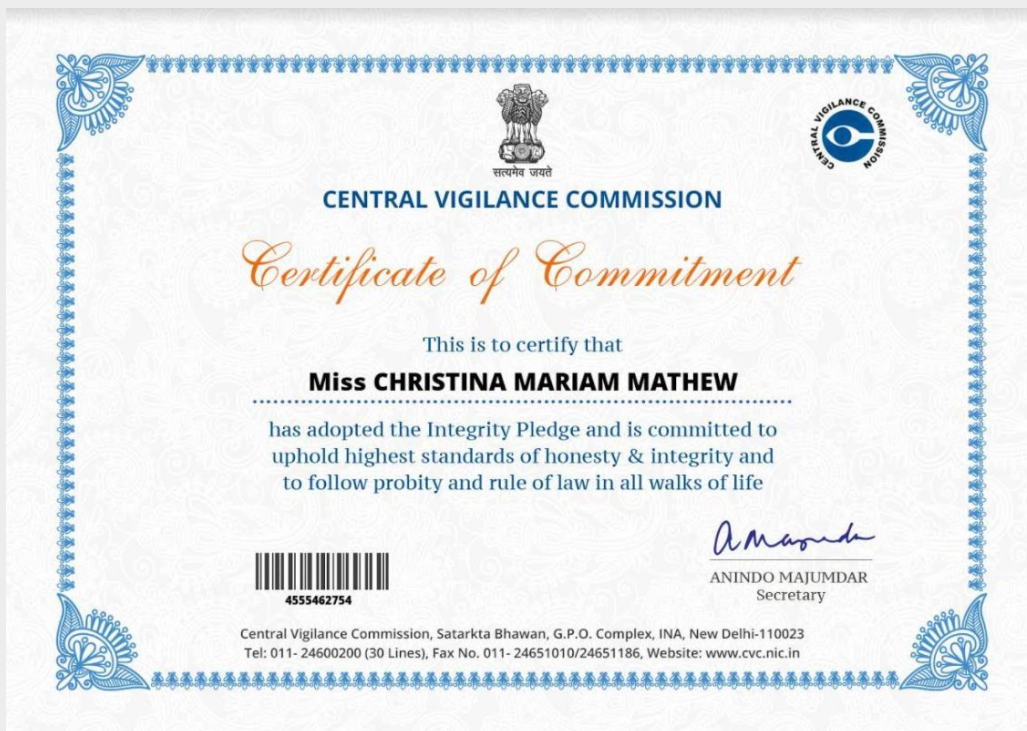 सत्यमेव जयते
CENTRAL VIGILANCE COMMISSION
CENTRAL VIGILANCE COMMISSION
Certificate of Commitment
This is to certify that
Miss CHRISTINA MARIAM MATHEW
has adopted the Integrity Pledge and is committed to
uphold highest standards of honesty & integrity and
to follow probity and rule of law in all walks of life
4555462754
ANINDO MAJUMDAR
Secretary
Central Vigilance Commission, Satarkta Bhawan, G.P.O. Complex, INA, New Delhi-110023
Tel: 011- 24600200 (30 Lines), Fax No. 011- 24651010/24651186, Website: www.cvc.nic.in